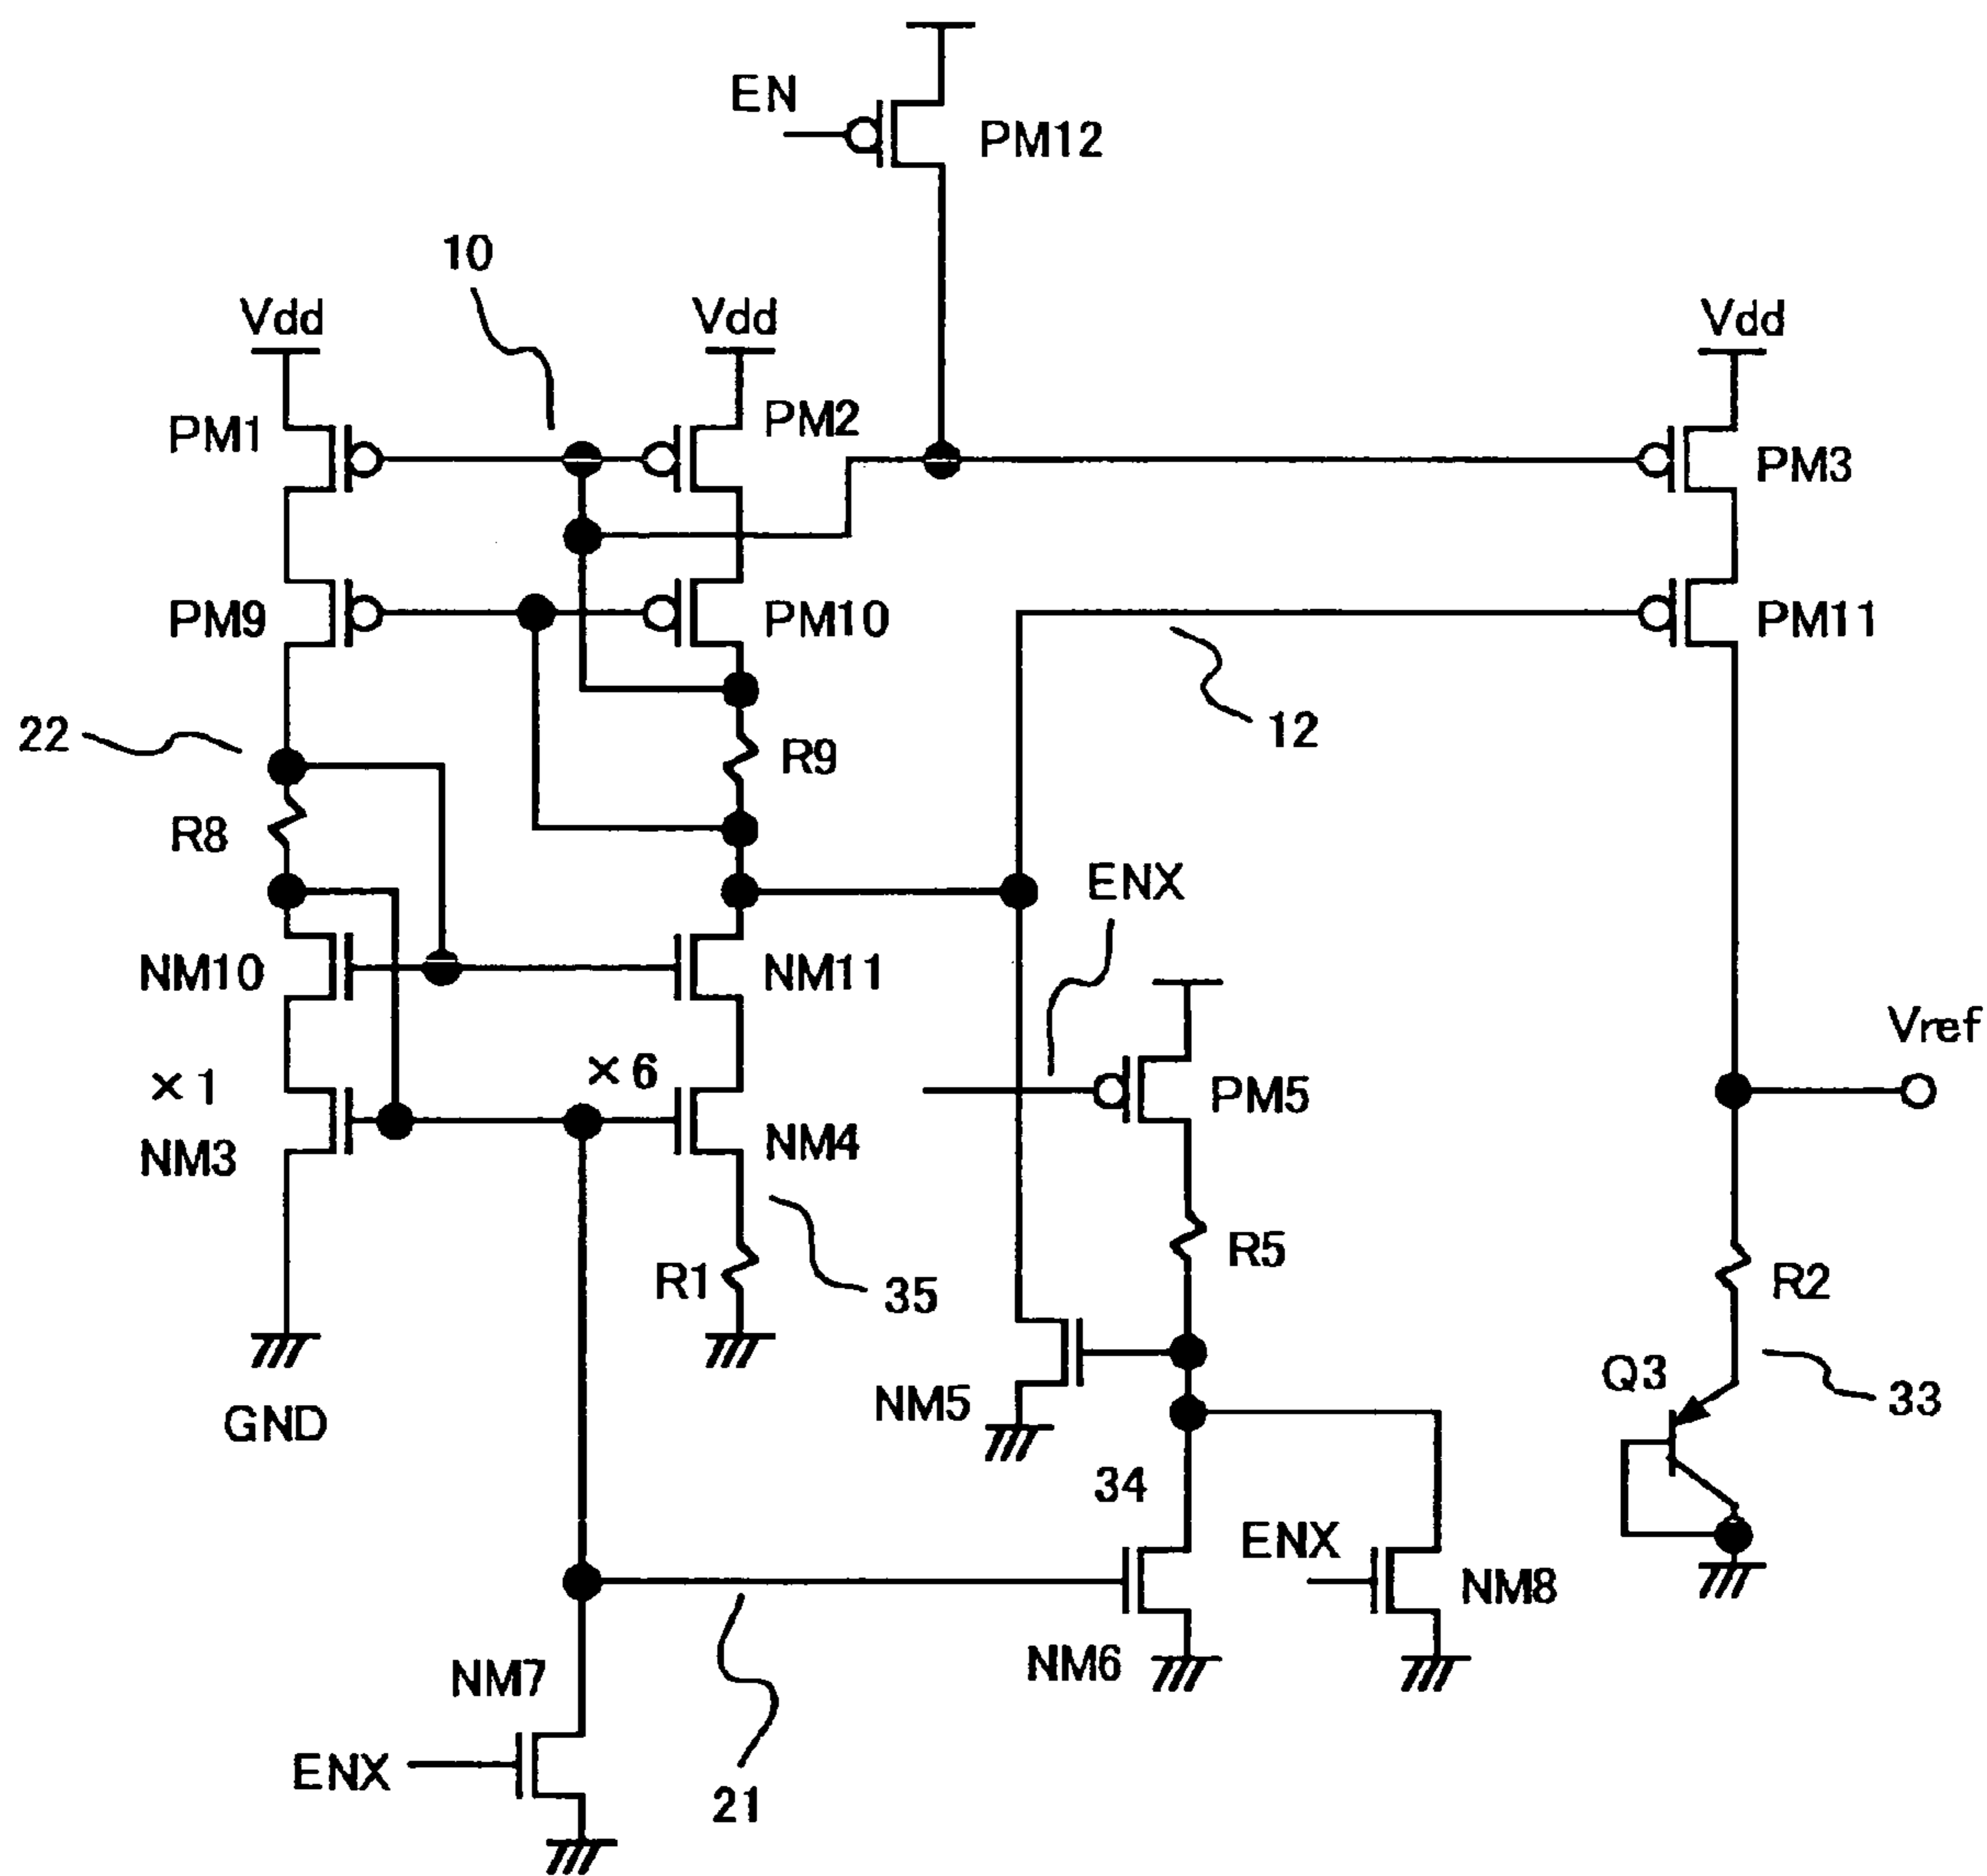 EN
PM12
10
Vdd
Vdd
Vdd
PM1
PM2
PM3
PM9
PM10
PM11
22
12
R9
R8
ENX
NM10
NM11
Vref
×1
×6
PM5
NM3
NM4
R1
35
R5
R2
Q3
33
NM5
GND
34
ENX
NM8
NM6
NM7
ENX
21